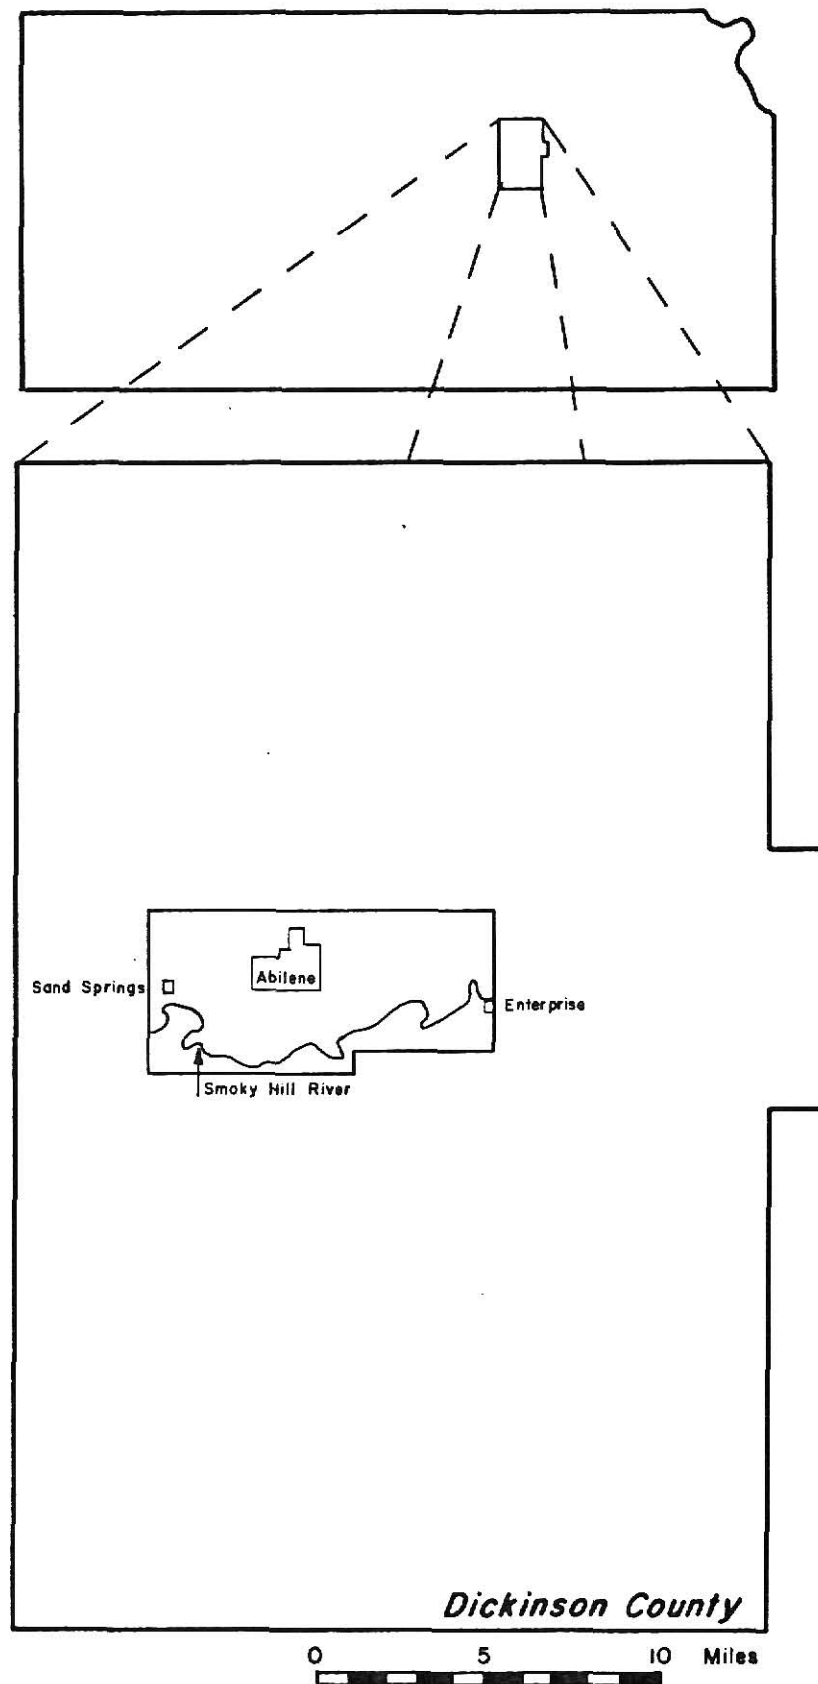 Abilene
Sand Springs
Enterprise
Smoky Hill River
Dickinson County
0 5 10 Miles